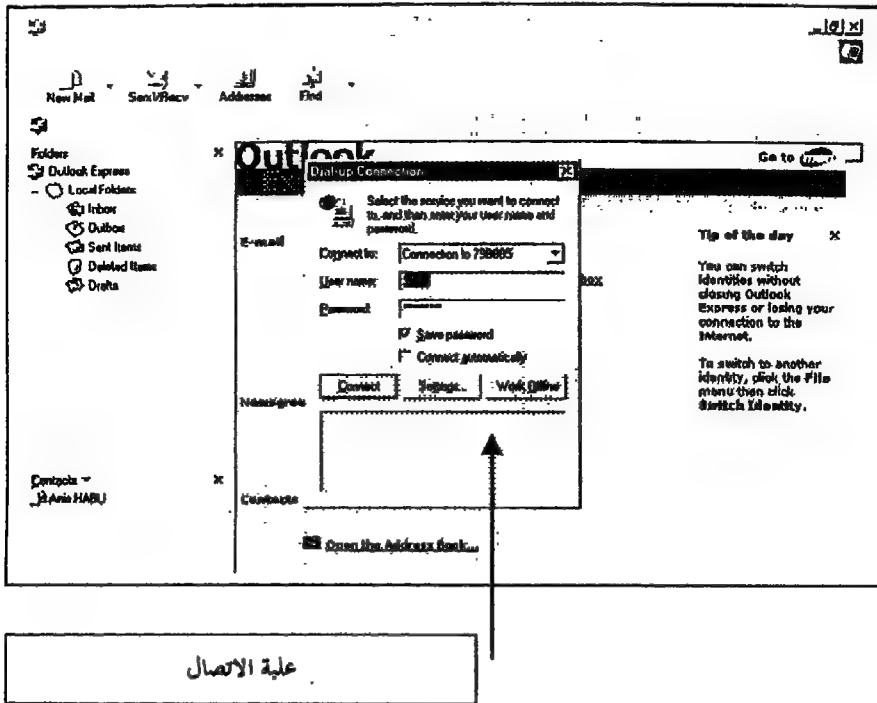 New Mail Send/Recv Addresses Find
Folders
Outlook Express
Local Folders
Inbox
Outbox
Sent Items
Deleted Items
Drafts
Contacts
Outlook
Go to
E-mail
Contacts
Open the Address Book...
Dial-up Connection
Select the service you want to connect
to, and then enter your user name and
password.
Connect to: Connection to 798005
User name:
Password:
Save password
Connect automatically
Connect Settings... Work Offline
Tip of the day
You can switch
identities without
closing Outlook
Express or losing your
connection to the
Internet.
To switch to another
identity, click the File
menu then click
Switch Identity.
علبة الاتصال